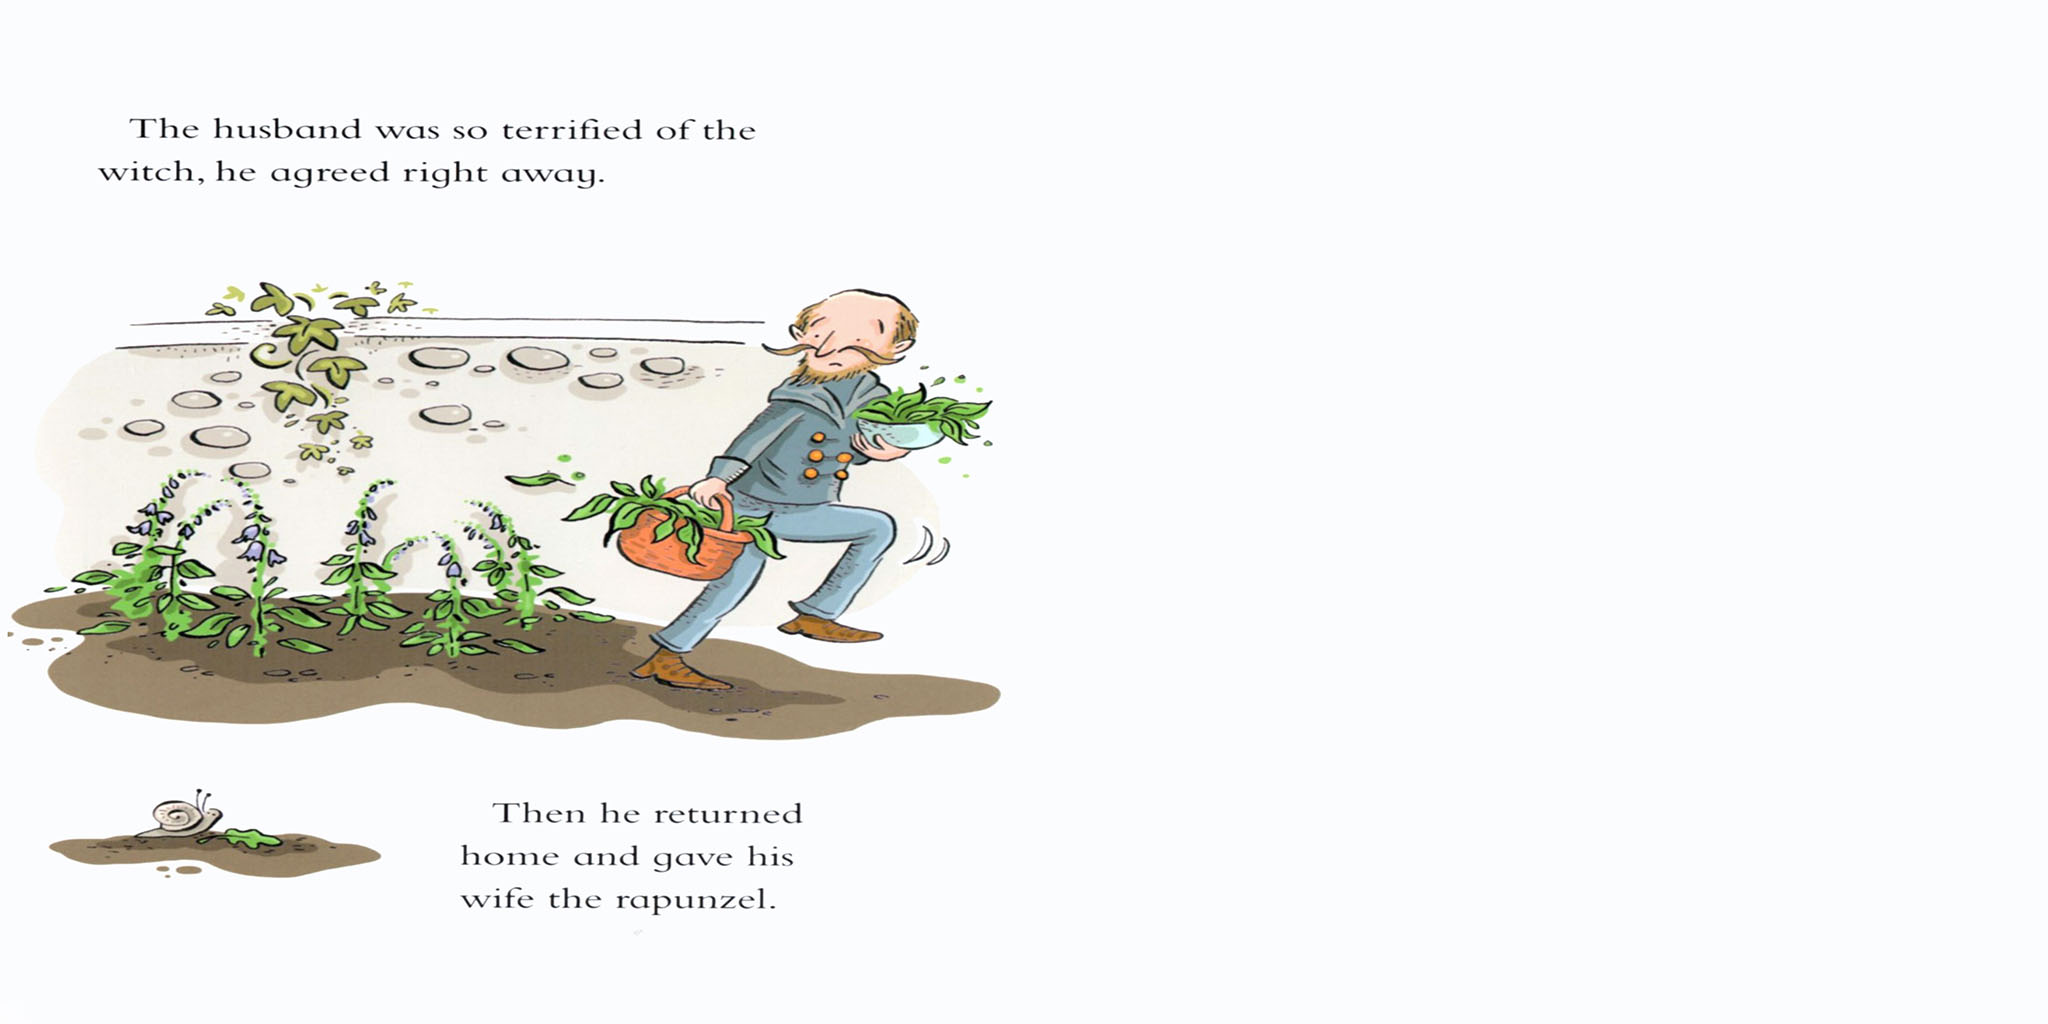 The husband was so terrified of the
witch, he agreed right away.
Then he returned
home and gave his
wife the rapunzel.